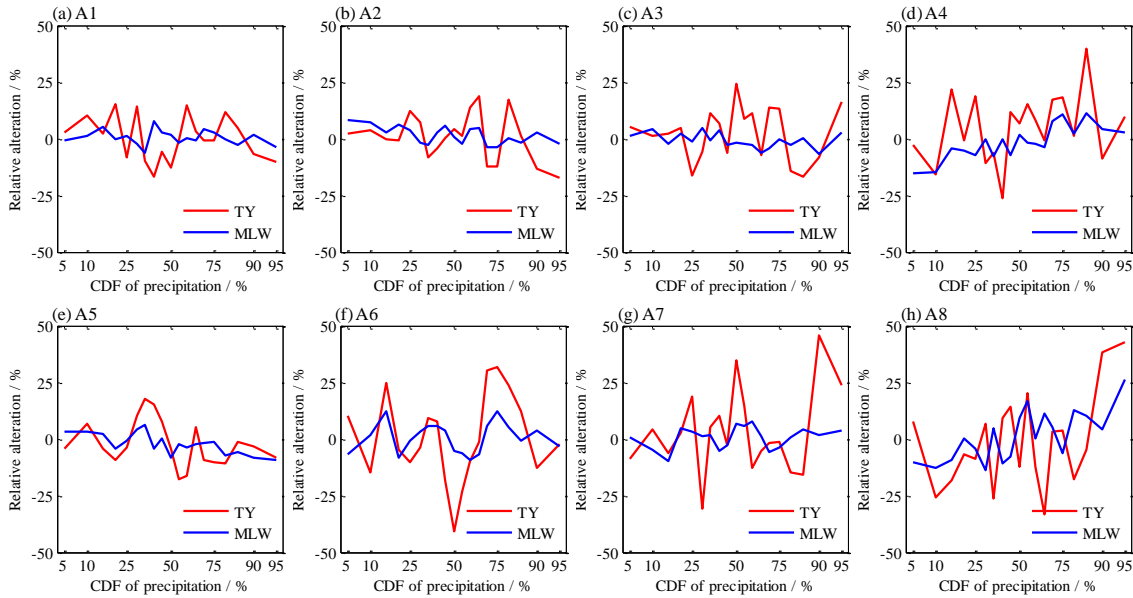 (a) A1
50
25
0
-25
-50
Relative alteration / %
TY
MLW
5 10 25 50 75 90 95
CDF of precipitation / %
(b) A2
50
25
0
-25
-50
Relative alteration / %
TY
MLW
5 10 25 50 75 90 95
CDF of precipitation / %
(c) A3
50
25
0
-25
-50
Relative alteration / %
TY
MLW
5 10 25 50 75 90 95
CDF of precipitation / %
(d) A4
50
25
0
-25
-50
Relative alteration / %
TY
MLW
5 10 25 50 75 90 95
CDF of precipitation / %
(e) A5
50
25
0
-25
-50
Relative alteration / %
TY
MLW
5 10 25 50 75 90 95
CDF of precipitation / %
(f) A6
50
25
0
-25
-50
Relative alteration / %
TY
MLW
5 10 25 50 75 90 95
CDF of precipitation / %
(g) A7
50
25
0
-25
-50
Relative alteration / %
TY
MLW
5 10 25 50 75 90 95
CDF of precipitation / %
(h) A8
50
25
0
-25
-50
Relative alteration / %
TY
MLW
5 10 25 50 75 90 95
CDF of precipitation / %